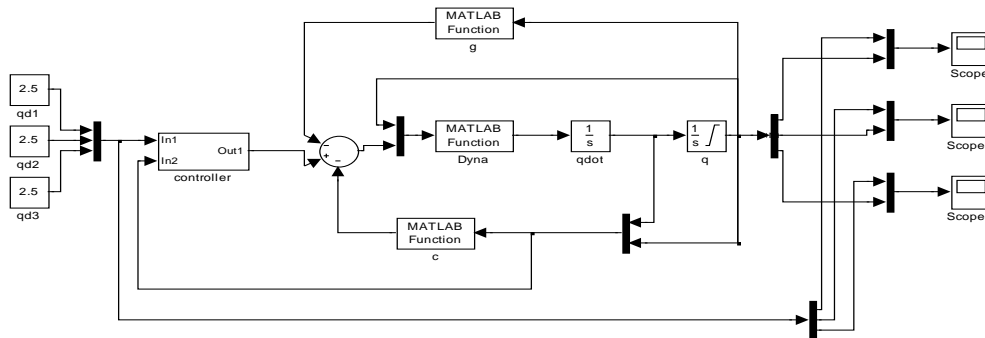 MATLAB
Function
g
2.5
qd1
2.5
qd2
2.5
qd3
In1
In2
Out1
controller
−
+
−
MATLAB
Function
Dyna
1
s
qdot
1
s
q
MATLAB
Function
c
Scope
Scope
Scope